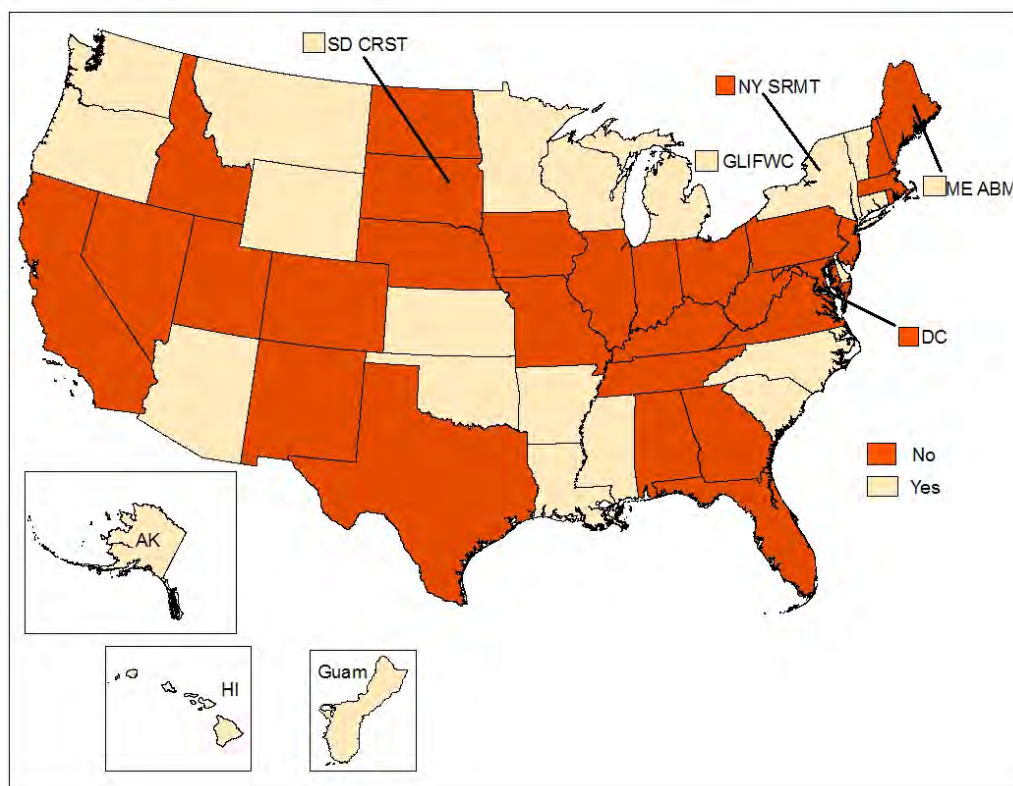 SD CRST
NY SRMT
GLIFWC
ME ABM
DC
No
Yes
AK
HI
Guam